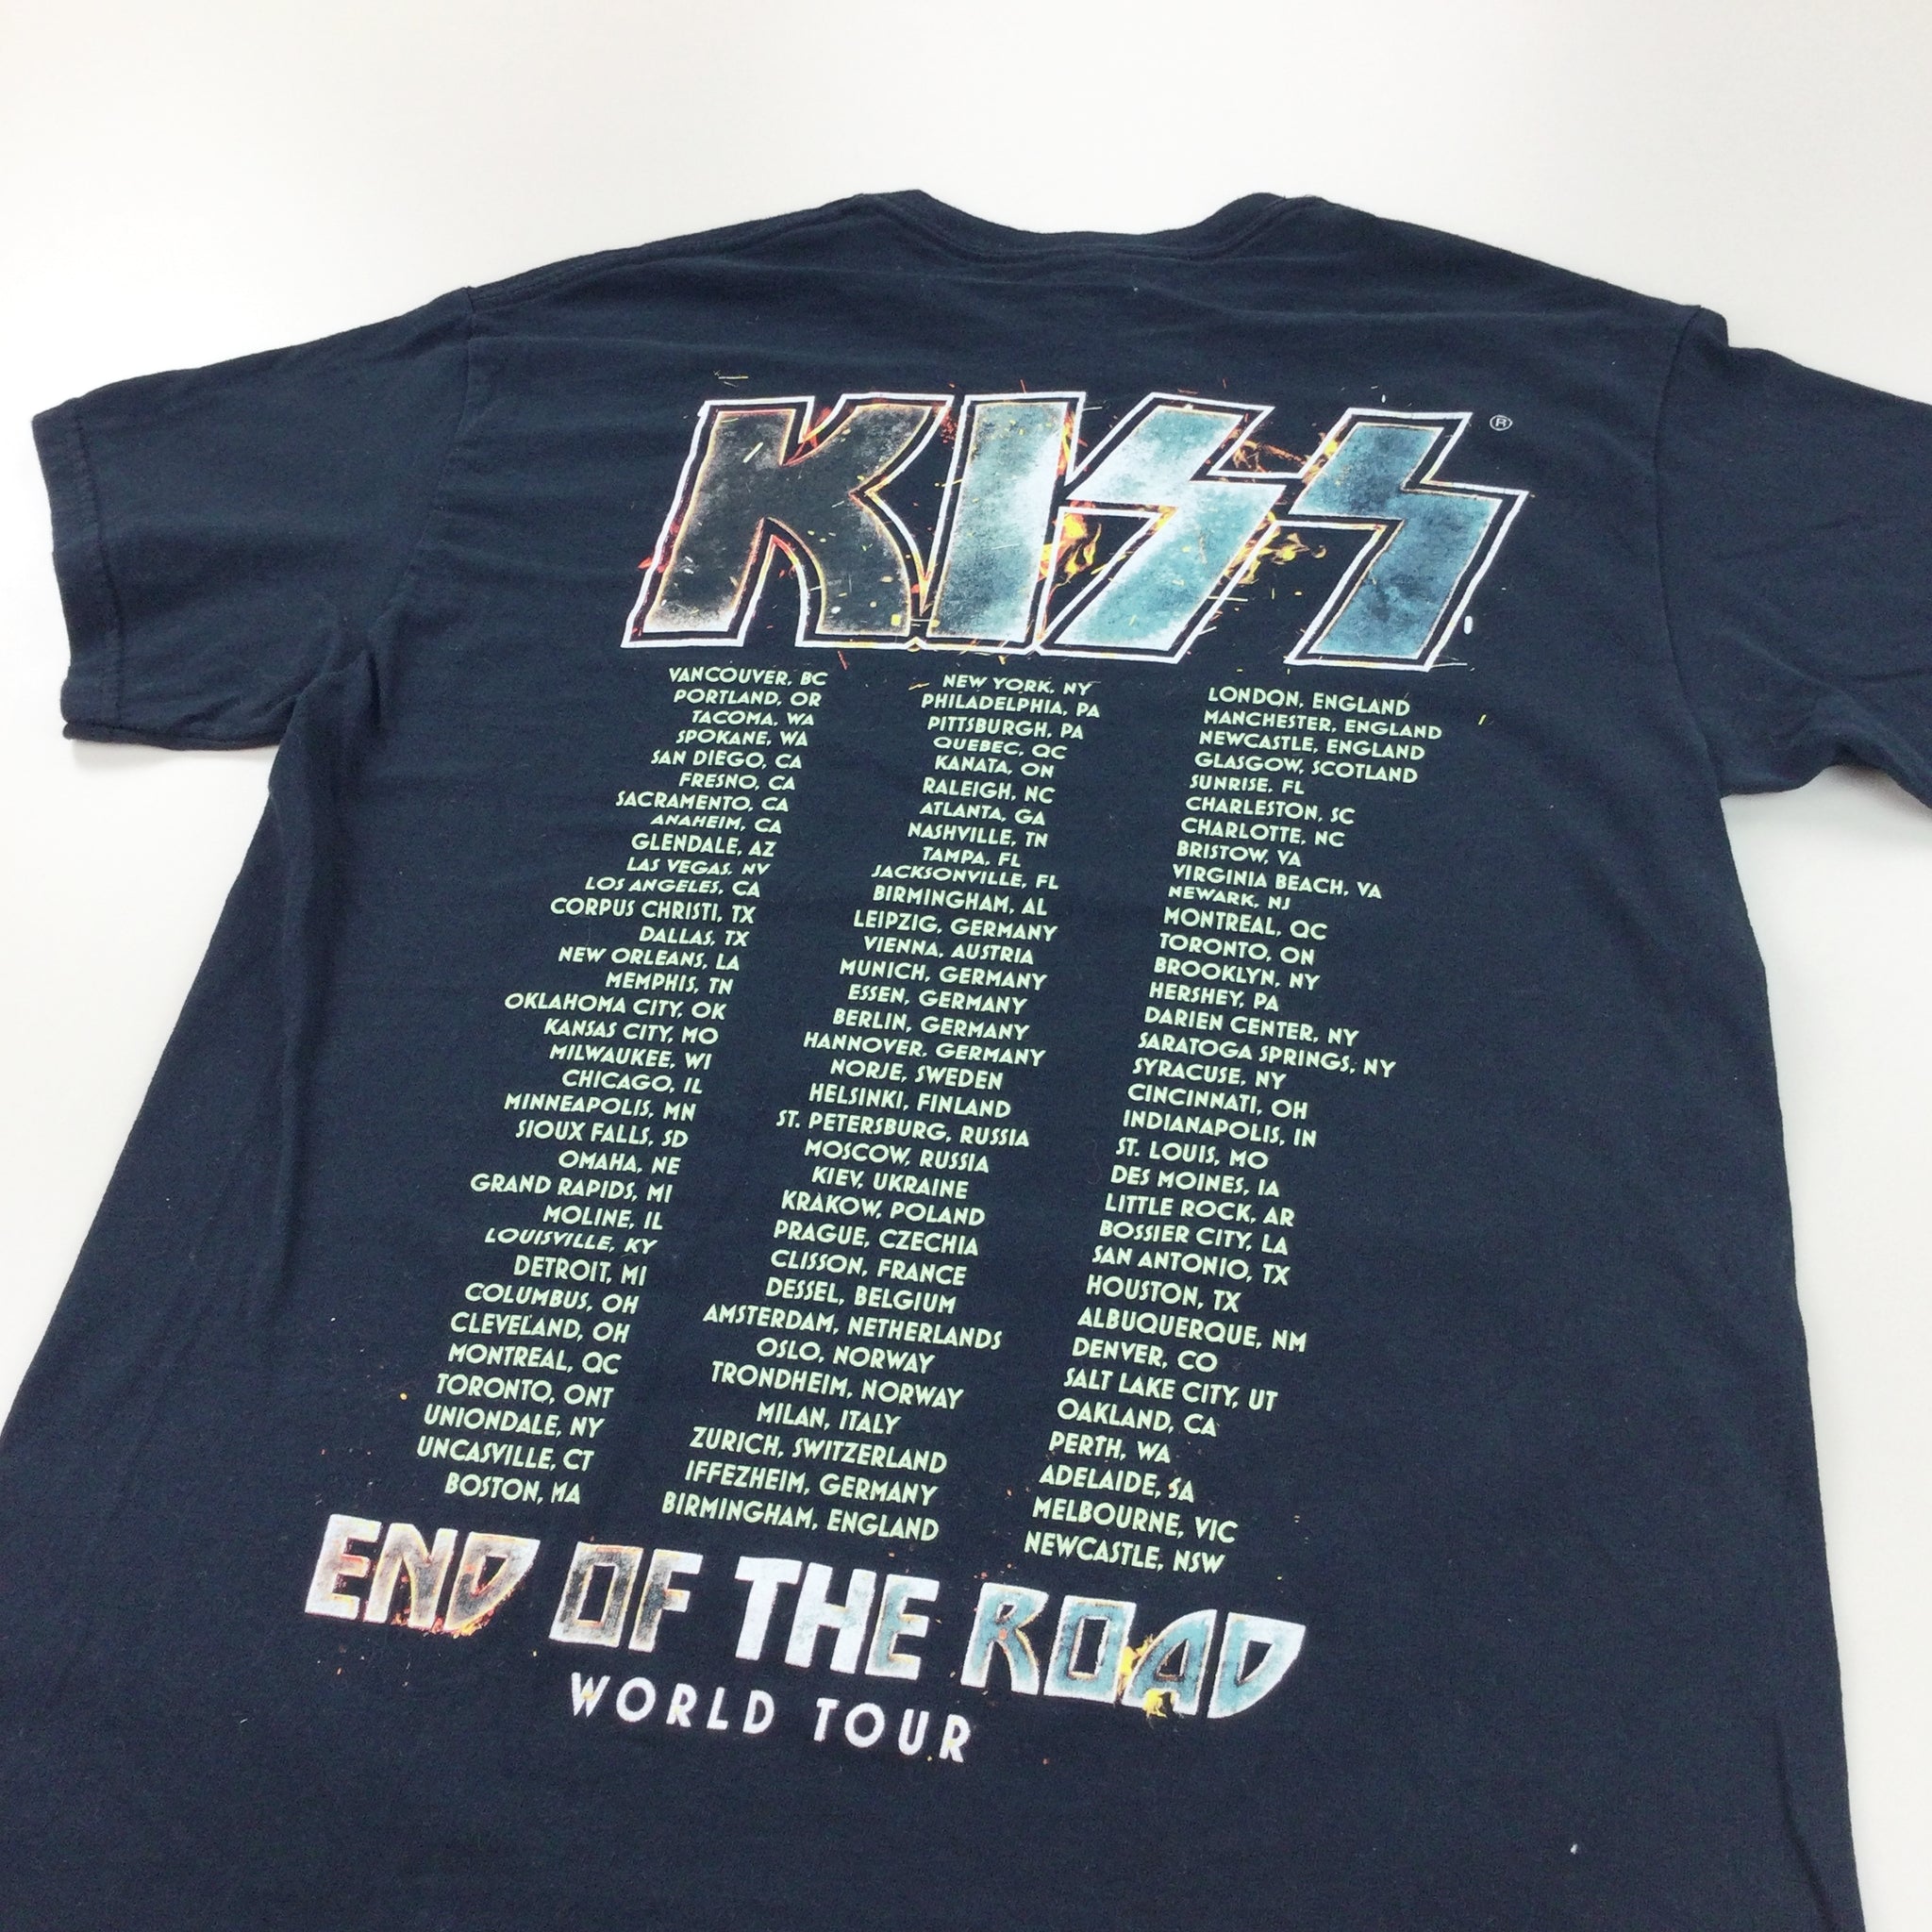 KISS
®
VANCOUVER, BC
PORTLAND, OR
TACOMA, WA
SPOKANE, WA
SAN DIEGO, CA
FRESNO, CA
SACRAMENTO, CA
ANAHEIM, CA
GLENDALE, AZ
LAS VEGAS, NV
LOS ANGELES, CA
CORPUS CHRISTI, TX
DALLAS, TX
NEW ORLEANS, LA
MEMPHIS, TN
OKLAHOMA CITY, OK
KANSAS CITY, MO
MILWAUKEE, WI
CHICAGO, IL
MINNEAPOLIS, MN
SIOUX FALLS, SD
OMAHA, NE
GRAND RAPIDS, MI
MOLINE, IL
LOUISVILLE, KY
DETROIT, MI
COLUMBUS, OH
CLEVELAND, OH
MONTREAL, QC
TORONTO, ONT
UNIONDALE, NY
UNCASVILLE, CT
BOSTON, MA
NEW YORK, NY
PHILADELPHIA, PA
PITTSBURGH, PA
QUEBEC, QC
KANATA, ON
RALEIGH, NC
ATLANTA, GA
NASHVILLE, TN
TAMPA, FL
JACKSONVILLE, FL
BIRMINGHAM, AL
LEIPZIG, GERMANY
VIENNA, AUSTRIA
MUNICH, GERMANY
ESSEN, GERMANY
BERLIN, GERMANY
HANNOVER, GERMANY
NORJE, SWEDEN
HELSINKI, FINLAND
ST. PETERSBURG, RUSSIA
MOSCOW, RUSSIA
KIEV, UKRAINE
KRAKOW, POLAND
PRAGUE, CZECHIA
CLISSON, FRANCE
DESSEL, BELGIUM
AMSTERDAM, NETHERLANDS
OSLO, NORWAY
TRONDHEIM, NORWAY
MILAN, ITALY
ZURICH, SWITZERLAND
IFFEZHEIM, GERMANY
BIRMINGHAM, ENGLAND
LONDON, ENGLAND
MANCHESTER, ENGLAND
NEWCASTLE, ENGLAND
GLASGOW, SCOTLAND
SUNRISE, FL
CHARLESTON, SC
CHARLOTTE, NC
BRISTOW, VA
VIRGINIA BEACH, VA
NEWARK, NJ
MONTREAL, QC
TORONTO, ON
BROOKLYN, NY
HERSHEY, PA
DARIEN CENTER, NY
SARATOGA SPRINGS, NY
SYRACUSE, NY
CINCINNATI, OH
INDIANAPOLIS, IN
ST. LOUIS, MO
DES MOINES, IA
LITTLE ROCK, AR
BOSSIER CITY, LA
SAN ANTONIO, TX
HOUSTON, TX
ALBUQUERQUE, NM
DENVER, CO
SALT LAKE CITY, UT
OAKLAND, CA
PERTH, WA
ADELAIDE, SA
MELBOURNE, VIC
NEWCASTLE, NSW
END OF THE ROAD
WORLD TOUR